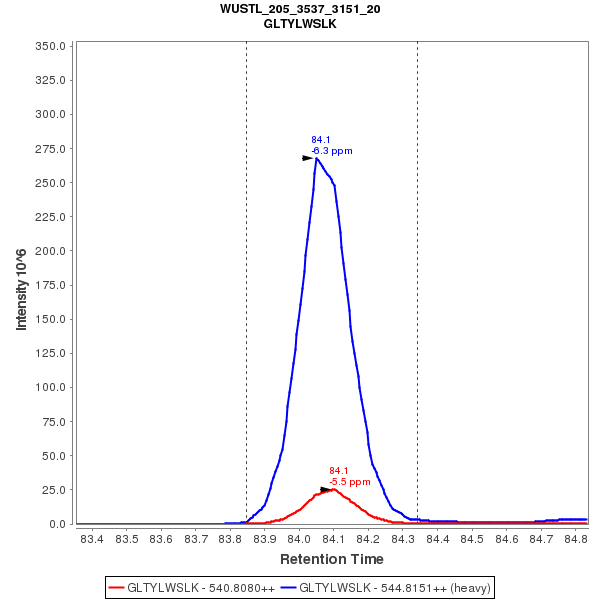 WUSTL_205_3537_3151_20
GLTYLWSLK
350.0
325.0
300.0
275.0
250.0
225.0
200.0
175.0
150.0
125.0
100.0
75.0
50.0
25.0
0.0
Intensity 10^6
84.1
-6.3 ppm
84.1
-5.5 ppm
83.4 83.5 83.6 83.7 83.8 83.9 84.0 84.1 84.2 84.3 84.4 84.5 84.6 84.7 84.8
Retention Time
GLTYLWSLK - 540.8080++ GLTYLWSLK - 544.8151++ (heavy)